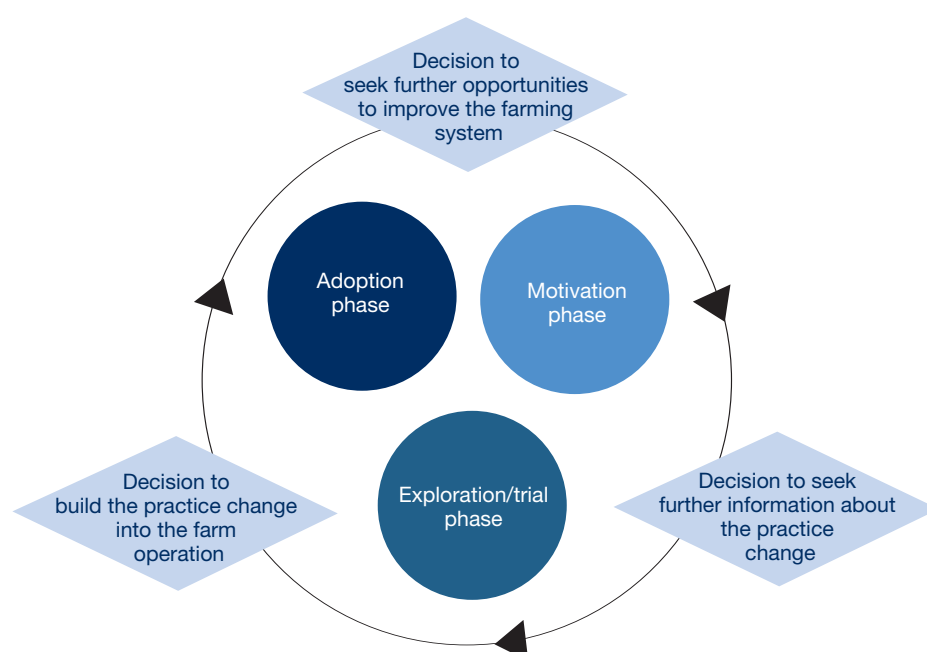 Decision to
seek further opportunities
to improve the farming
system
Adoption
phase
Motivation
phase
Exploration/trial
phase
Decision to
build the practice change
into the farm
operation
Decision to seek
further information about
the practice
change